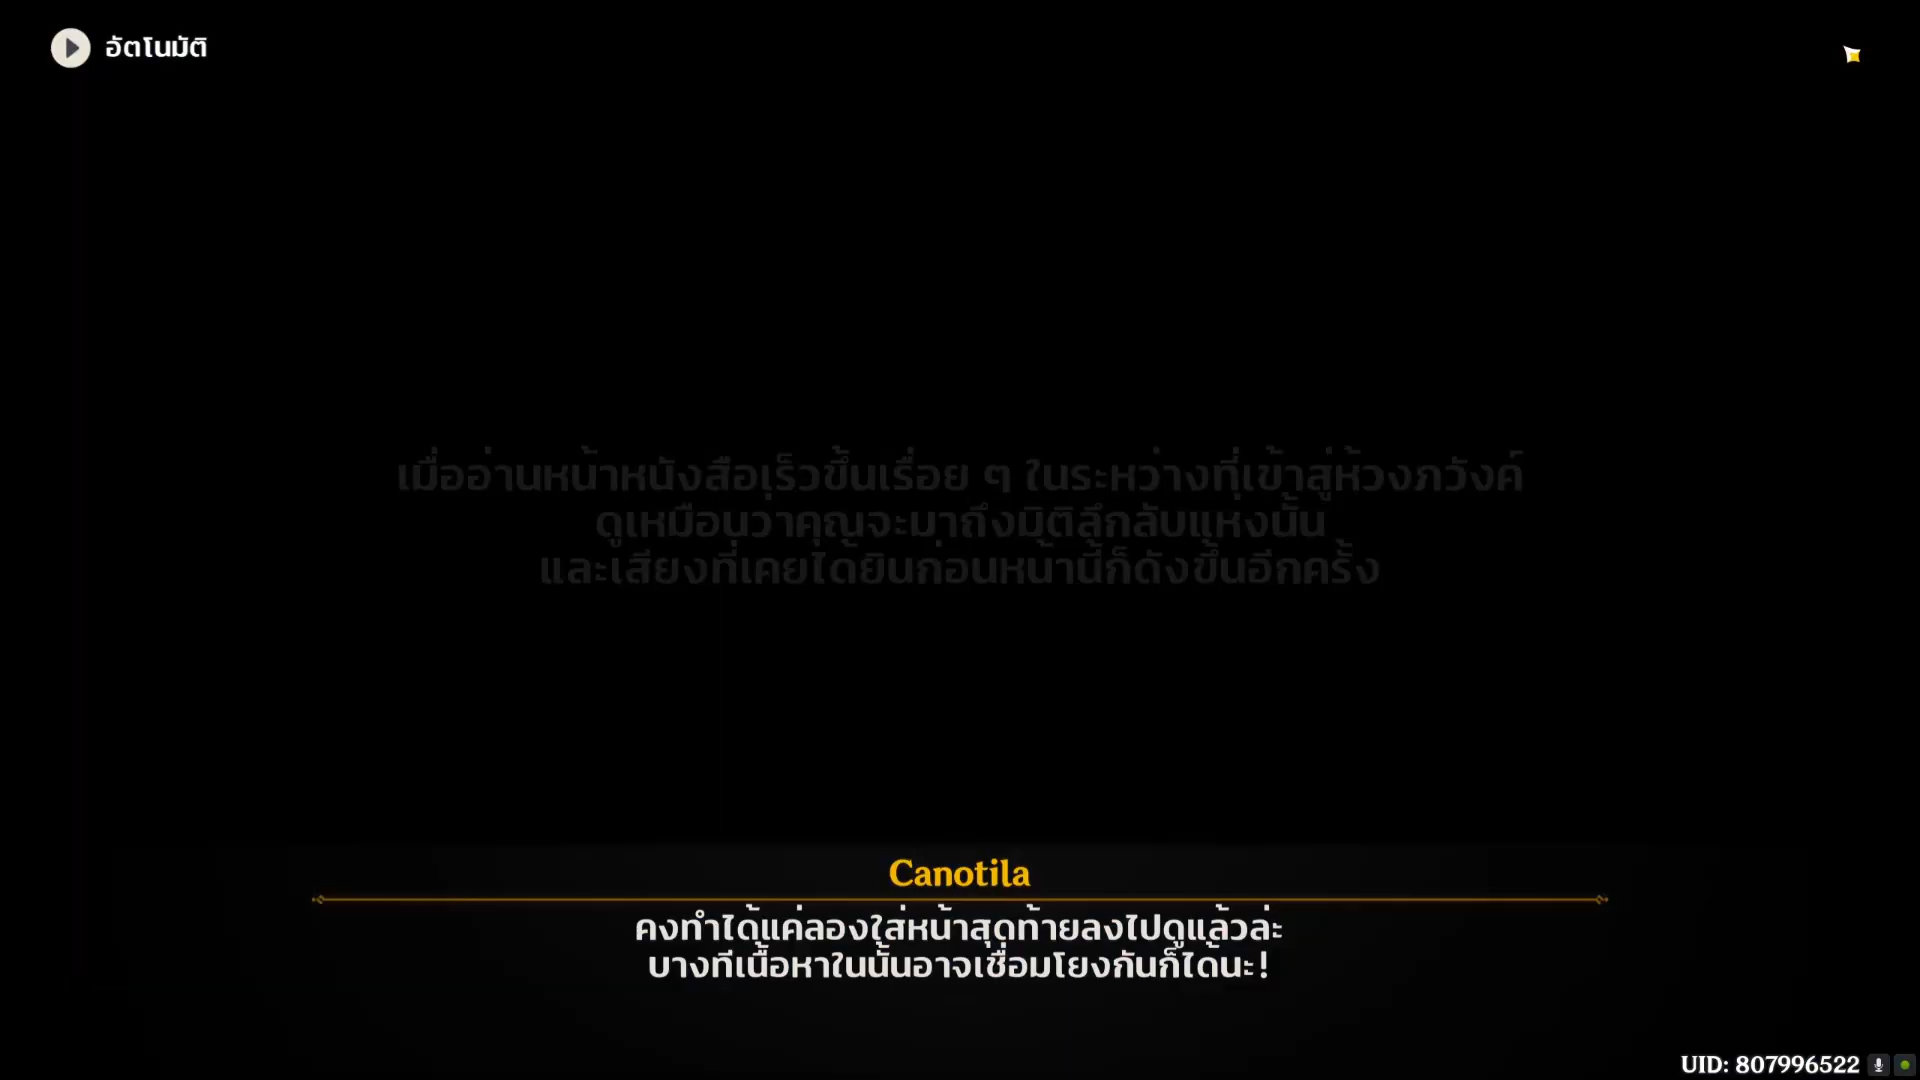 อัตโนมัติ
เมื่ออ่านหน้าหนังสือเร็วขึ้นเรื่อย ๆ ในระหว่างที่เข้าสู่ห้วงภวังค์
ดูเหมือนว่าคุณจะมาถึงมิติลึกลับแห่งนั้น
และเสียงที่เคยได้ยินก่อนหน้านี้ก็ดังขึ้นอีกครั้ง
Canotila
คงทำได้แค่ลองใส่หน้าสุดท้ายลงไปดูแล้วล่ะ
บางทีเนื้อหาในนั้นอาจเชื่อมโยงกันก็ได้นะ!
UID: 807996522